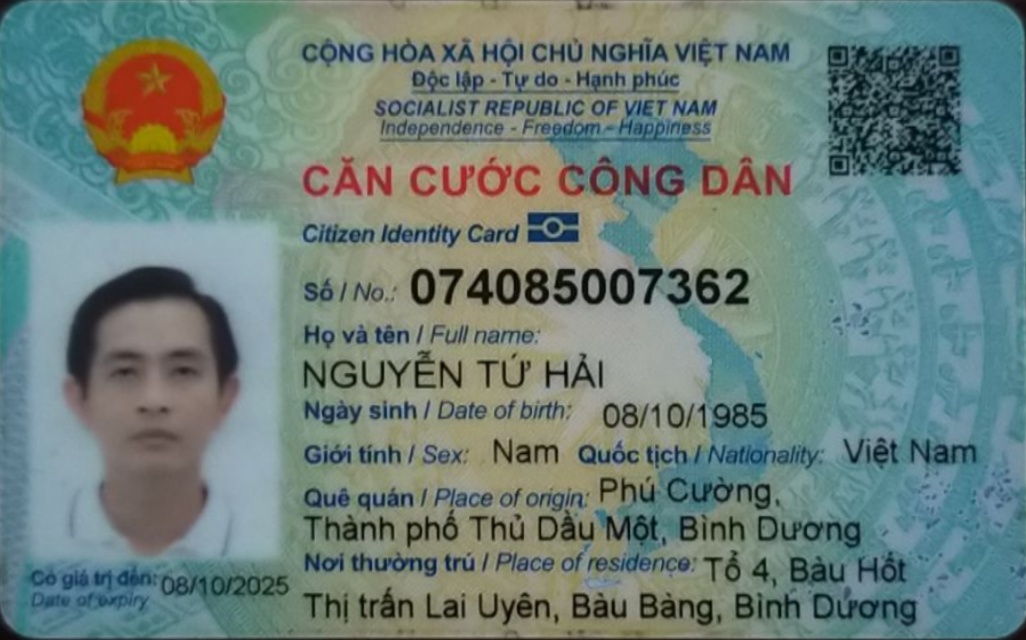 CỘNG HÒA XÃ HỘI CHỦ NGHĨA VIỆT NAM
Độc lập - Tự do - Hạnh phúc
SOCIALIST REPUBLIC OF VIET NAM
Independence - Freedom - Happiness
CĂN CƯỚC CÔNG DÂN
Citizen Identity Card
Số / No.: 074085007362
Họ và tên / Full name:
NGUYỄN TỨ HẢI
Ngày sinh / Date of birth: 08/10/1985
Giới tính / Sex: Nam Quốc tịch / Nationality: Việt Nam
Quê quán / Place of origin: Phú Cường,
Thành phố Thủ Dầu Một, Bình Dương
Nơi thường trú / Place of residence: Tổ 4, Bàu Hốt
Thị trấn Lai Uyên, Bàu Bàng, Bình Dương
Có giá trị đến: 08/10/2025
Date of expiry